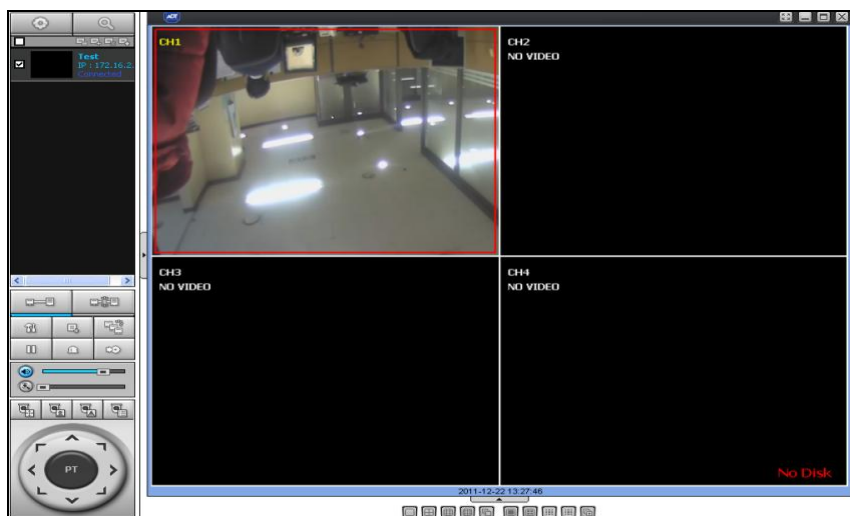 ACT
Test
IP : 172.16.2.
Connected
CH1
CH2
NO VIDEO
CH3
NO VIDEO
CH4
NO VIDEO
PT
No Disk
2011-12-22 13:27:46